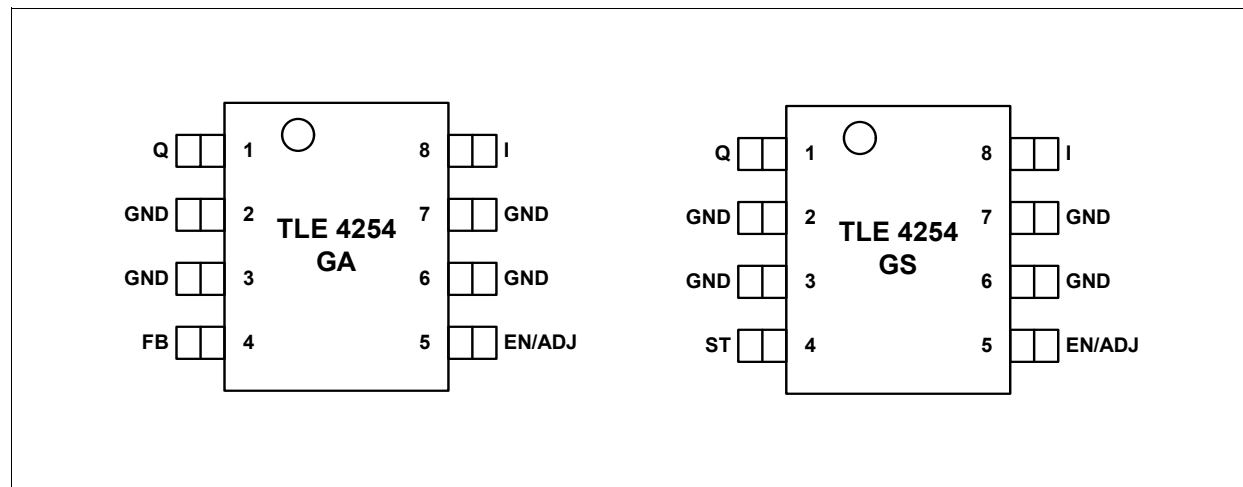 Q 1 8 I
GND 2 7 GND
TLE 4254
GA
GND 3 6 GND
FB 4 5 EN/ADJ
Q 1 8 I
GND 2 7 GND
TLE 4254
GS
GND 3 6 GND
ST 4 5 EN/ADJ